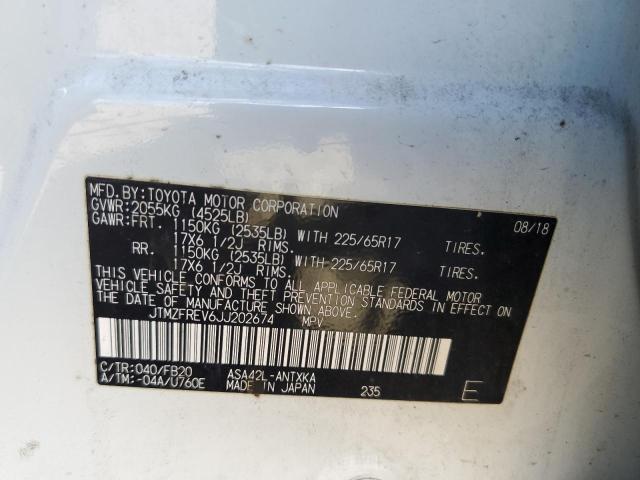 MFD.BY:TOYOTA MOTOR CORPORATION 08/18
GVWR:2055KG (4525LB)
GAWR:FRT. 1150KG (2535LB) WITH 225/65R17 TIRES.
17X6 1/2J RIMS.
RR. 1150KG (2535LB) WITH 225/65R17 TIRES.
17X6 1/2J RIMS.
THIS VEHICLE CONFORMS TO ALL APPLICABLE FEDERAL MOTOR
VEHICLE SAFETY AND BUMPER STANDARDS IN EFFECT ON
THE DATE OF MANUFACTURE SHOWN ABOVE.
JTMZFREV6JJ202674 MPV
C/TR:040/FB20 ASA42L-ANTXKA
A/TM:-04A/U760E MADE IN JAPAN 235 E